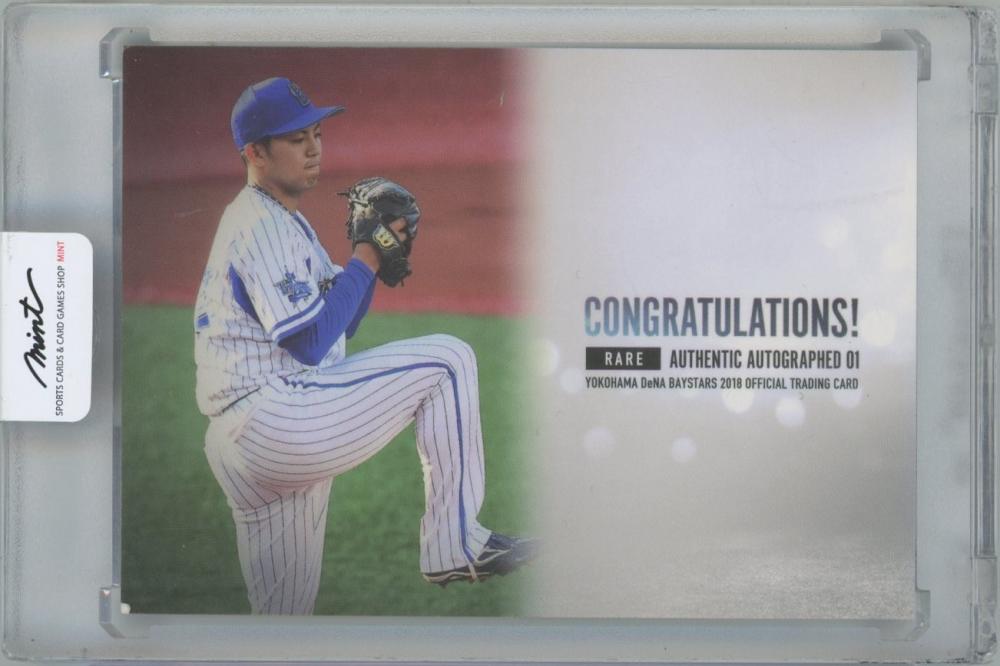 CONGRATULATIONS!
RARE AUTHENTIC AUTOGRAPHED 01
YOKOHAMA DeNA BAYSTARS 2018 OFFICIAL TRADING CARD
mint
SPORTS CARDS & CARD GAMES SHOP MINT